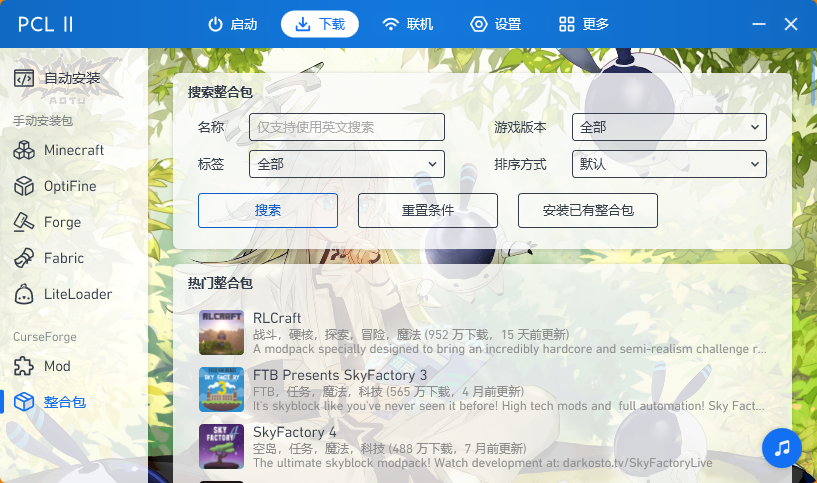 PCL II
启动
下载
联机
设置
更多
自动安装
AOTU
手动安装包
Minecraft
OptiFine
Forge
Fabric
LiteLoader
CurseForge
Mod
整合包
搜索整合包
名称 仅支持使用英文搜索 游戏版本 全部
标签 全部 排序方式 默认
搜索 重置条件 安装已有整合包
热门整合包
RLCRAFT
RLCraft
战斗，硬核，探索，冒险，魔法 (952 万下载，15 天前更新)
A modpack specially designed to bring an incredibly hardcore and semi-realism challenge r...
FTB Presents SkyFactory 3
FTB，任务，魔法，科技 (565 万下载，4 月前更新)
It's skyblock like you've never seen it before! High tech mods and full automation! Sky Fact...
SKY FACTORY 4
SkyFactory 4
空岛，任务，魔法，科技 (488 万下载，7 月前更新)
The ultimate skyblock modpack! Watch development at: darkosto.tv/SkyFactoryLive